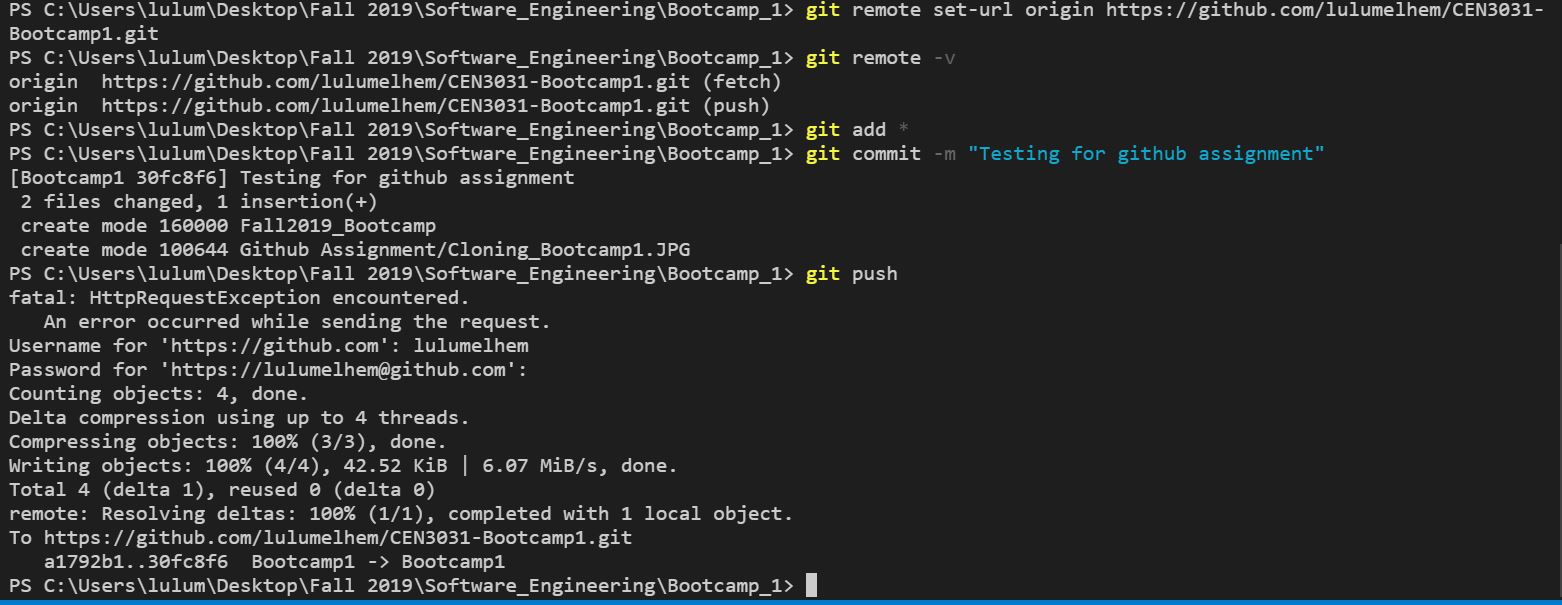 PS C:\Users\lulum\Desktop\Fall 2019\Software_Engineering\Bootcamp_1> git remote set-url origin https://github.com/lulumelhem/CEN3031-
Bootcamp1.git
PS C:\Users\lulum\Desktop\Fall 2019\Software_Engineering\Bootcamp_1> git remote -v
origin  https://github.com/lulumelhem/CEN3031-Bootcamp1.git (fetch)
origin  https://github.com/lulumelhem/CEN3031-Bootcamp1.git (push)
PS C:\Users\lulum\Desktop\Fall 2019\Software_Engineering\Bootcamp_1> git add *
PS C:\Users\lulum\Desktop\Fall 2019\Software_Engineering\Bootcamp_1> git commit -m "Testing for github assignment"
[Bootcamp1 30fc8f6] Testing for github assignment
 2 files changed, 1 insertion(+)
 create mode 160000 Fall2019_Bootcamp
 create mode 100644 Github Assignment/Cloning_Bootcamp1.JPG
PS C:\Users\lulum\Desktop\Fall 2019\Software_Engineering\Bootcamp_1> git push
fatal: HttpRequestException encountered.
   An error occurred while sending the request.
Username for 'https://github.com': lulumelhem
Password for 'https://lulumelhem@github.com':
Counting objects: 4, done.
Delta compression using up to 4 threads.
Compressing objects: 100% (3/3), done.
Writing objects: 100% (4/4), 42.52 KiB | 6.07 MiB/s, done.
Total 4 (delta 1), reused 0 (delta 0)
remote: Resolving deltas: 100% (1/1), completed with 1 local object.
To https://github.com/lulumelhem/CEN3031-Bootcamp1.git
   a1792b1..30fc8f6  Bootcamp1 -> Bootcamp1
PS C:\Users\lulum\Desktop\Fall 2019\Software_Engineering\Bootcamp_1>